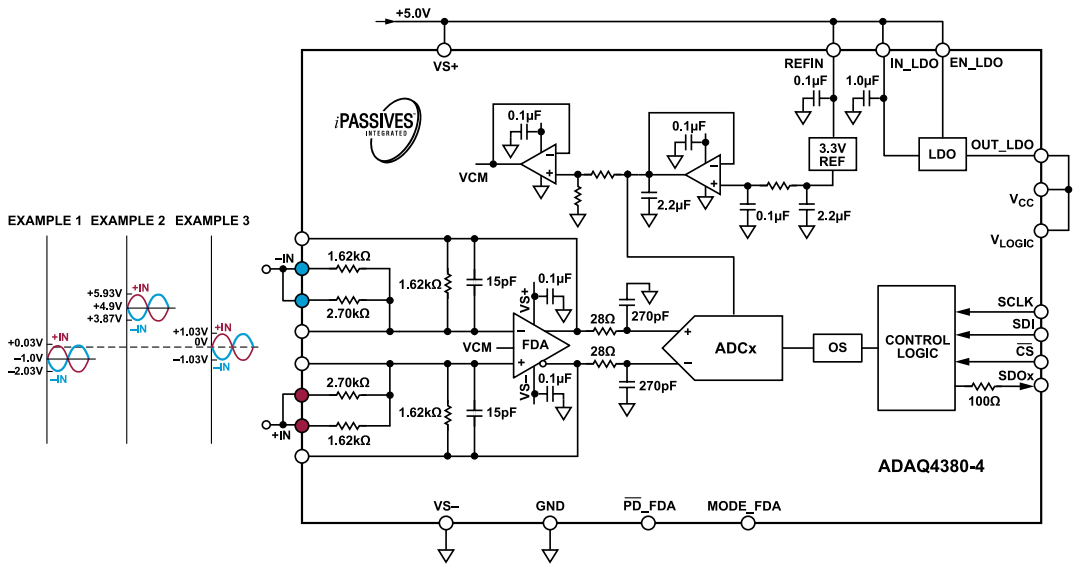 +5.0V
VS+
REFIN
IN_LDO
EN_LDO
0.1µF
1.0µF
iPASSIVES
INTEGRATED
0.1µF
0.1µF
3.3V
REF
LDO
OUT_LDO
VCM
2.2µF
0.1µF
2.2µF
VCC
VLOGIC
EXAMPLE 1
EXAMPLE 2
EXAMPLE 3
+5.93V
+4.9V
+3.87V
+IN
–IN
+0.03V
–1.0V
–2.03V
+IN
–IN
+1.03V
0V
–1.03V
+IN
–IN
–IN
1.62kΩ
2.70kΩ
1.62kΩ
15pF
VS+
0.1µF
28Ω
270pF
VCM
FDA
28Ω
ADCx
OS
CONTROL
LOGIC
SCLK
SDI
CS
SDOx
100Ω
2.70kΩ
1.62kΩ
+IN
1.62kΩ
15pF
VS–
0.1µF
270pF
ADAQ4380-4
VS–
GND
PD_FDA
MODE_FDA